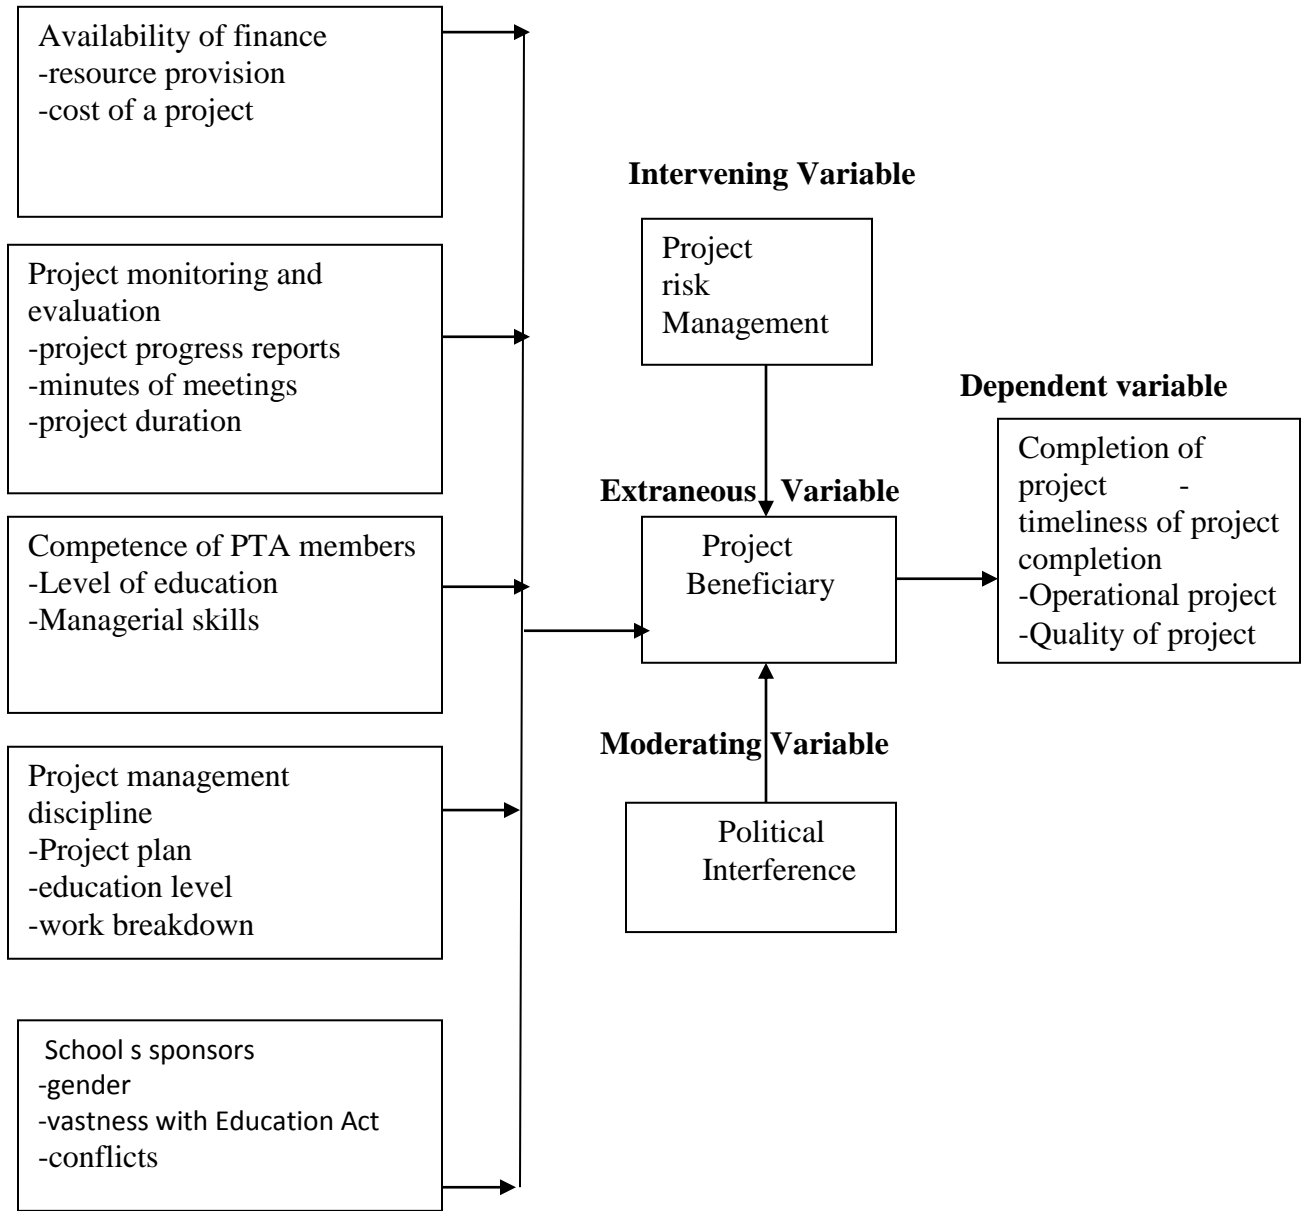 Availability of finance
-resource provision
-cost of a project
Project monitoring and
evaluation
-project progress reports
-minutes of meetings
-project duration
Competence of PTA members
-Level of education
-Managerial skills
Project management
discipline
-Project plan
-education level
-work breakdown
School s sponsors
-gender
-vastness with Education Act
-conflicts
Intervening Variable
Project
risk
Management
Extraneous Variable
Project
Beneficiary
Moderating Variable
Political
Interference
Dependent variable
Completion of
project -
timeliness of project
completion
-Operational project
-Quality of project